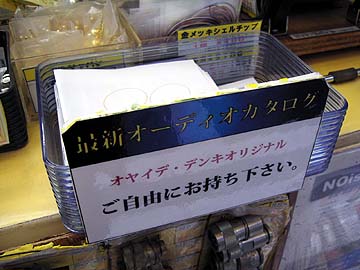 金メッキシェルチップ
最新オーディオカタログ
オヤイデ・デンキオリジナル
ご自由にお持ち下さい。
NOis